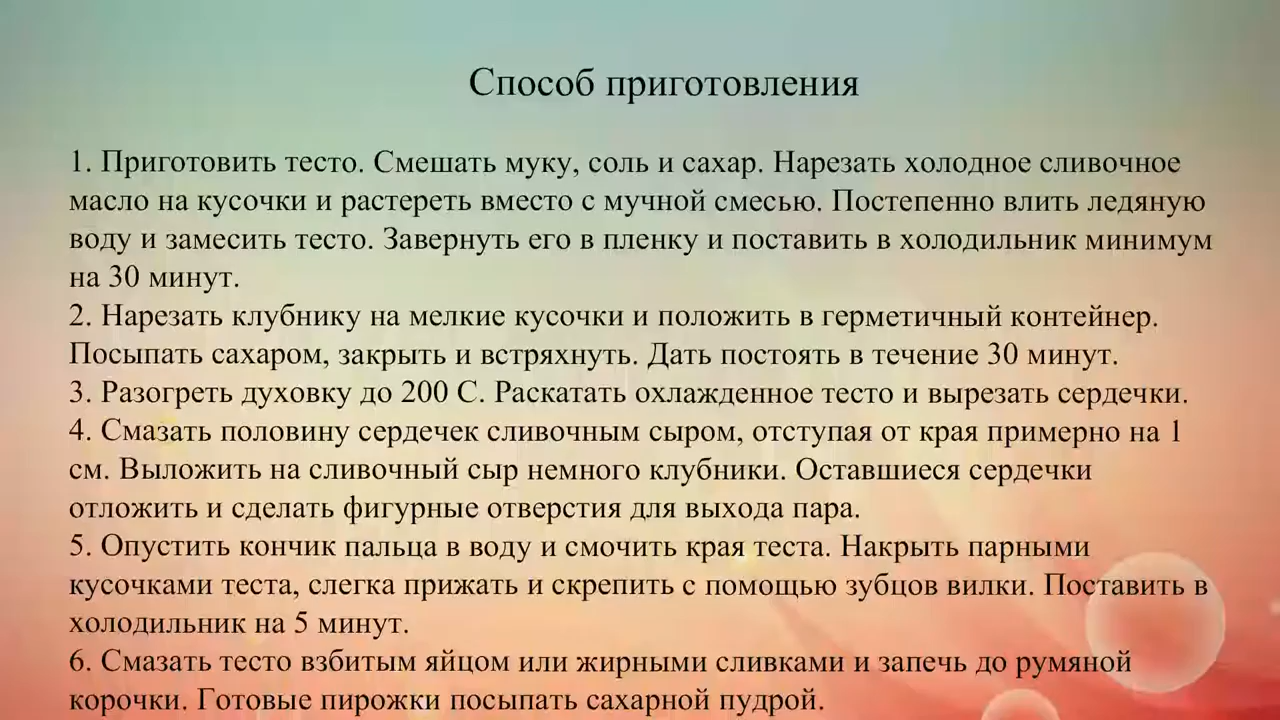 Способ приготовления
1. Приготовить тесто. Смешать муку, соль и сахар. Нарезать холодное сливочное
масло на кусочки и растереть вместо с мучной смесью. Постепенно влить ледяную
воду и замесить тесто. Завернуть его в пленку и поставить в холодильник минимум
на 30 минут.
2. Нарезать клубнику на мелкие кусочки и положить в герметичный контейнер.
Посыпать сахаром, закрыть и встряхнуть. Дать постоять в течение 30 минут.
3. Разогреть духовку до 200 С. Раскатать охлажденное тесто и вырезать сердечки.
4. Смазать половину сердечек сливочным сыром, отступая от края примерно на 1
см. Выложить на сливочный сыр немного клубники. Оставшиеся сердечки
отложить и сделать фигурные отверстия для выхода пара.
5. Опустить кончик пальца в воду и смочить края теста. Накрыть парными
кусочками теста, слегка прижать и скрепить с помощью зубцов вилки. Поставить в
холодильник на 5 минут.
6. Смазать тесто взбитым яйцом или жирными сливками и запечь до румяной
корочки. Готовые пирожки посыпать сахарной пудрой.